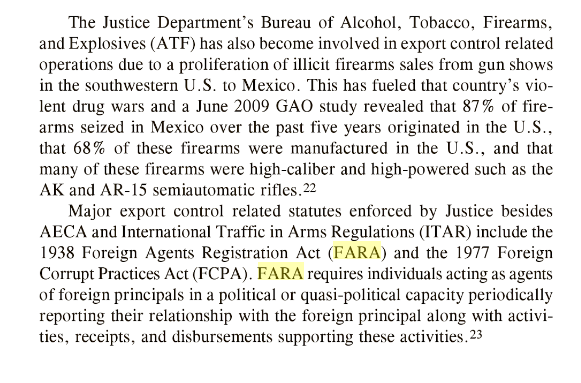 The Justice Department's Bureau of Alcohol, Tobacco, Firearms,
and Explosives (ATF) has also become involved in export control related
operations due to a proliferation of illicit firearms sales from gun shows
in the southwestern U.S. to Mexico. This has fueled that country's vio-
lent drug wars and a June 2009 GAO study revealed that 87% of fire-
arms seized in Mexico over the past five years originated in the U.S.,
that 68% of these firearms were manufactured in the U.S., and that
many of these firearms were high-caliber and high-powered such as the
AK and AR-15 semiautomatic rifles.22
Major export control related statutes enforced by Justice besides
AECA and International Traffic in Arms Regulations (ITAR) include the
1938 Foreign Agents Registration Act (FARA) and the 1977 Foreign
Corrupt Practices Act (FCPA). FARA requires individuals acting as agents
of foreign principals in a political or quasi-political capacity periodically
reporting their relationship with the foreign principal along with activi-
ties, receipts, and disbursements supporting these activities.23